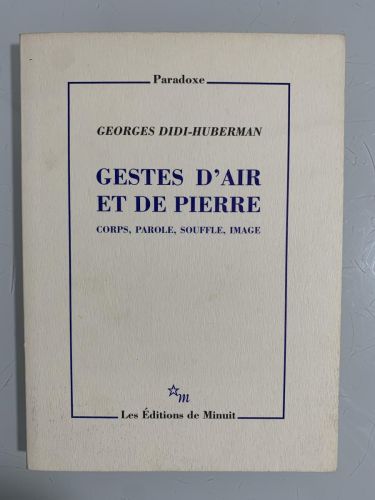 Paradoxe
GEORGES DIDI-HUBERMAN
GESTES D'AIR
ET DE PIERRE
CORPS, PAROLE, SOUFFLE, IMAGE
m
Les Éditions de Minuit